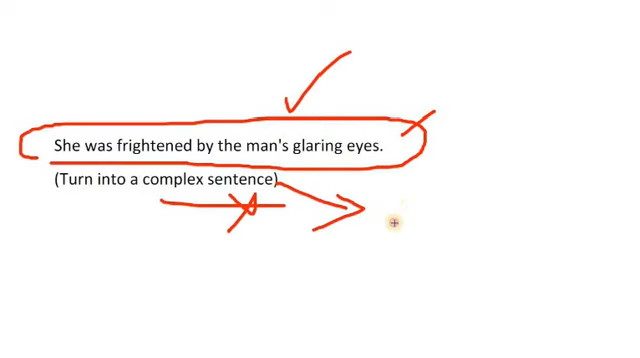 She was frightened by the man's glaring eyes.
(Turn into a complex sentence)